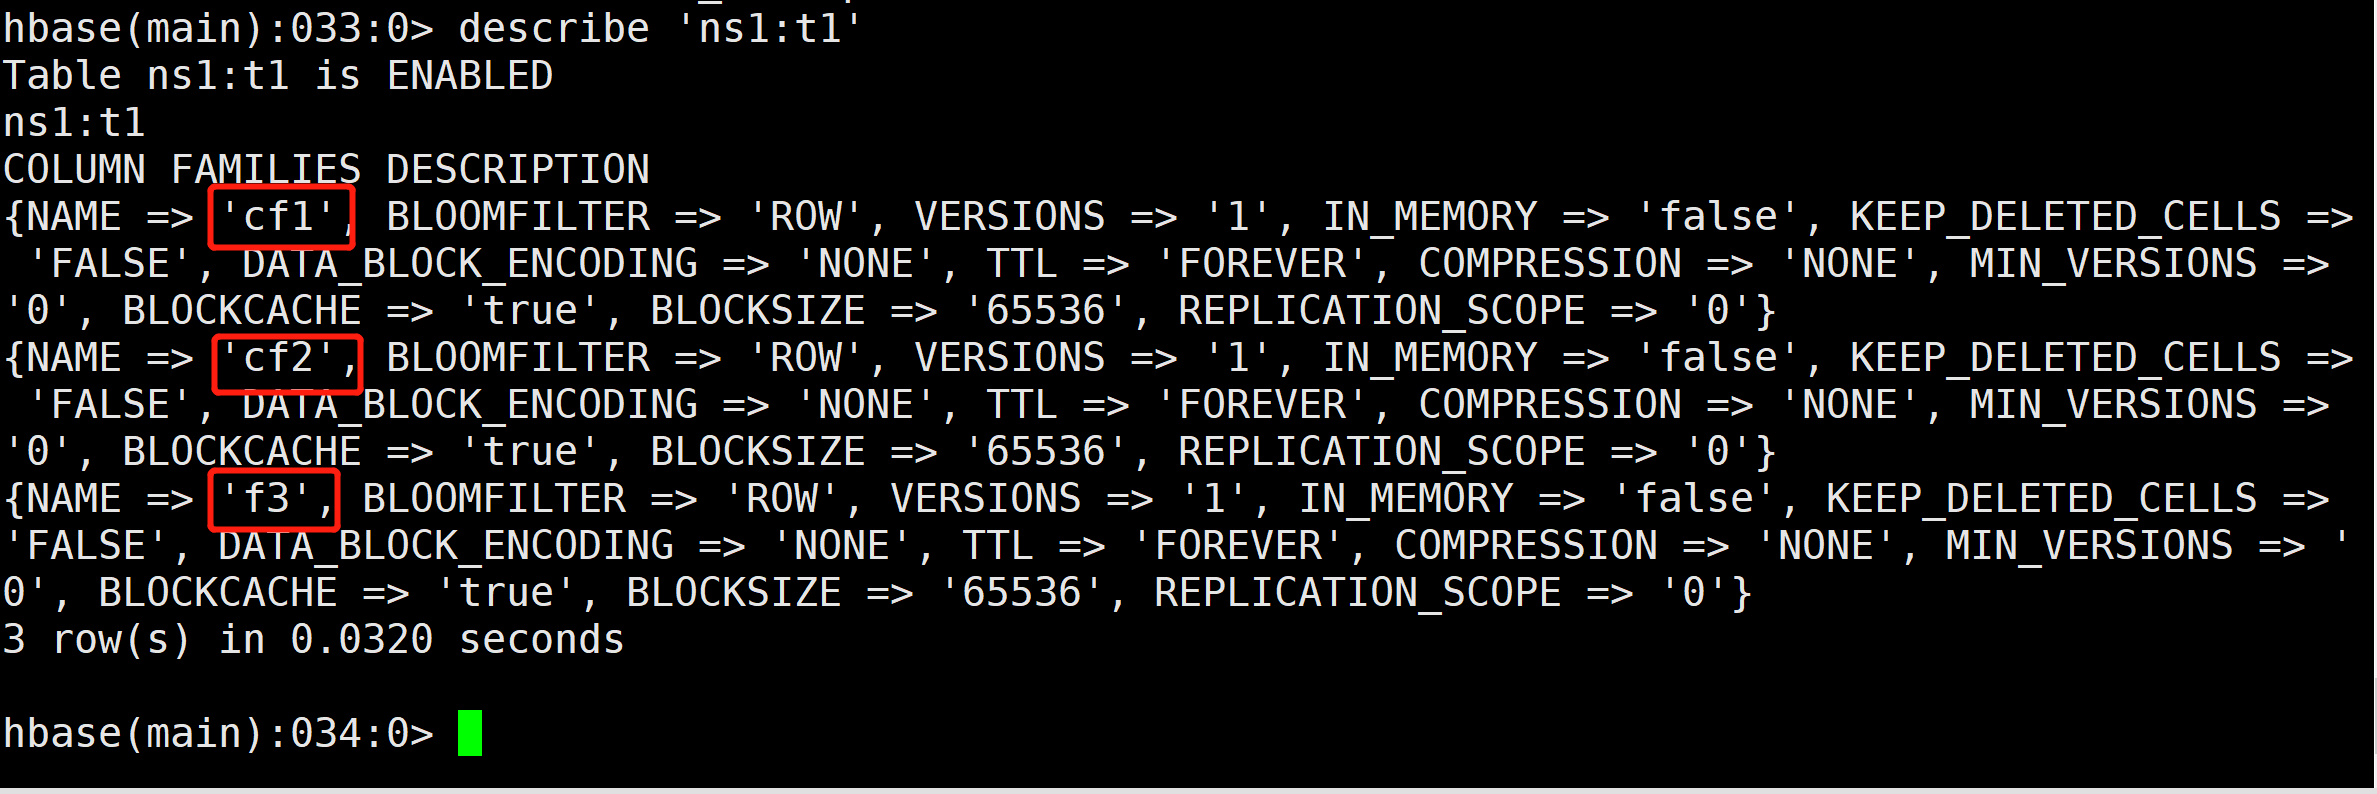 hbase(main):033:0> describe 'ns1:t1'
Table ns1:t1 is ENABLED
ns1:t1
COLUMN FAMILIES DESCRIPTION
{NAME => 'cf1', BLOOMFILTER => 'ROW', VERSIONS => '1', IN_MEMORY => 'false', KEEP_DELETED_CELLS =>
 'FALSE', DATA_BLOCK_ENCODING => 'NONE', TTL => 'FOREVER', COMPRESSION => 'NONE', MIN_VERSIONS =>
'0', BLOCKCACHE => 'true', BLOCKSIZE => '65536', REPLICATION_SCOPE => '0'}
{NAME => 'cf2', BLOOMFILTER => 'ROW', VERSIONS => '1', IN_MEMORY => 'false', KEEP_DELETED_CELLS =>
 'FALSE', DATA_BLOCK_ENCODING => 'NONE', TTL => 'FOREVER', COMPRESSION => 'NONE', MIN_VERSIONS =>
'0', BLOCKCACHE => 'true', BLOCKSIZE => '65536', REPLICATION_SCOPE => '0'}
{NAME => 'f3', BLOOMFILTER => 'ROW', VERSIONS => '1', IN_MEMORY => 'false', KEEP_DELETED_CELLS =>
'FALSE', DATA_BLOCK_ENCODING => 'NONE', TTL => 'FOREVER', COMPRESSION => 'NONE', MIN_VERSIONS => '
0', BLOCKCACHE => 'true', BLOCKSIZE => '65536', REPLICATION_SCOPE => '0'}
3 row(s) in 0.0320 seconds
hbase(main):034:0>